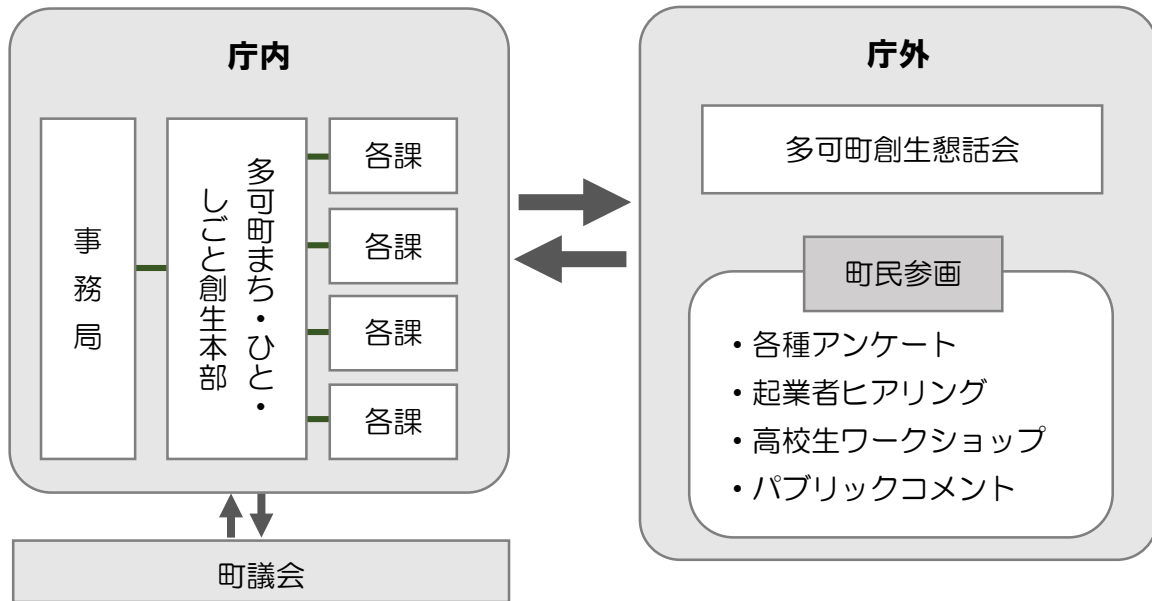 庁内
事務局
多可町まち・ひと・
しごと創生本部
各課
各課
各課
各課
町議会
庁外
多可町創生懇話会
町民参画
・各種アンケート
・起業者ヒアリング
・高校生ワークショップ
・パブリックコメント